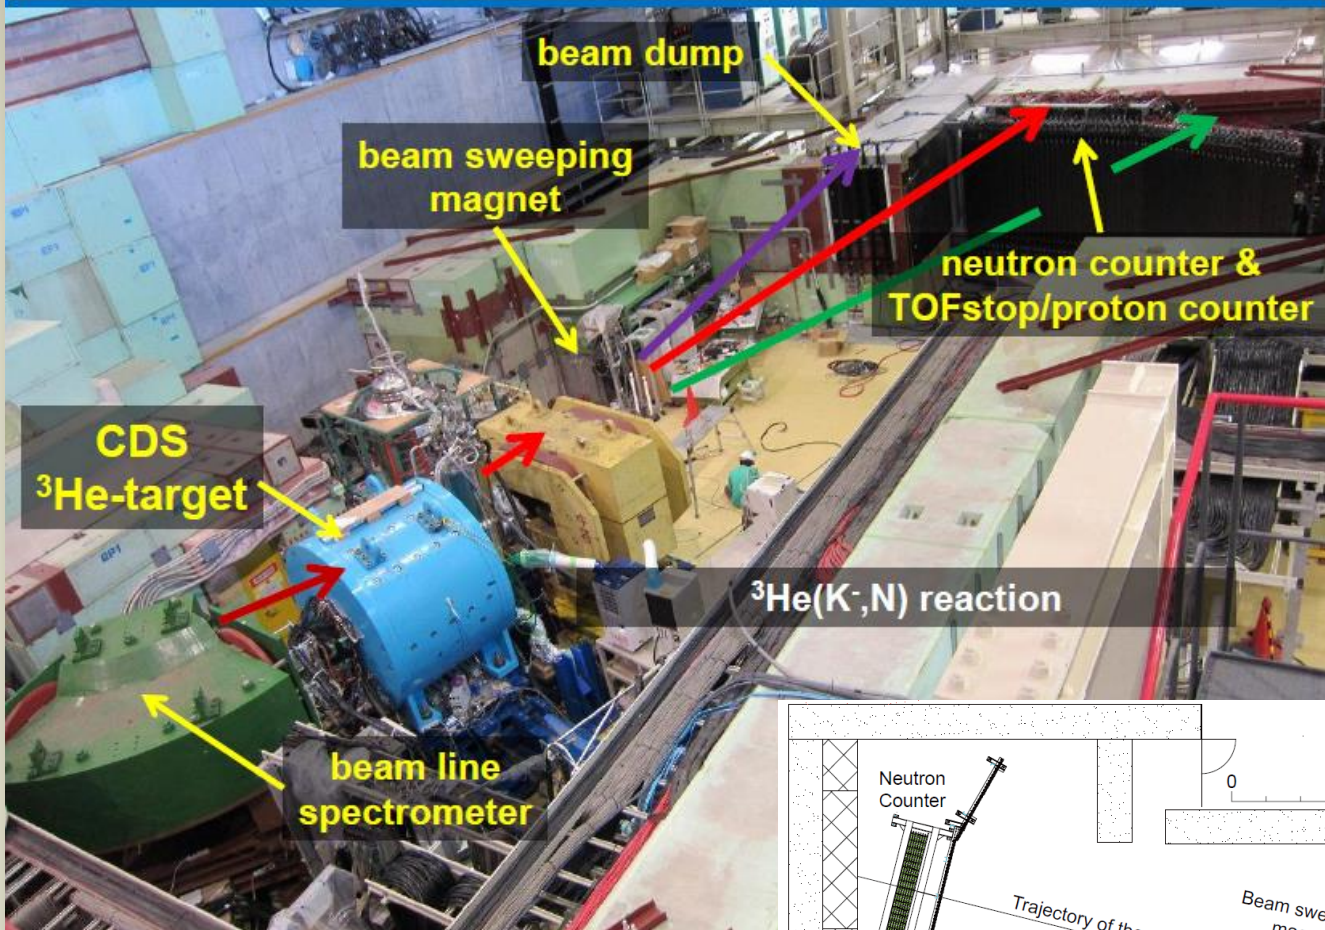 beam dump
beam sweeping
magnet
neutron counter &
TOFstop/proton counter
CDS
³He-target
³He(K⁻,N) reaction
beam line
spectrometer
Neutron
Counter
0
Trajectory of the
Beam swe